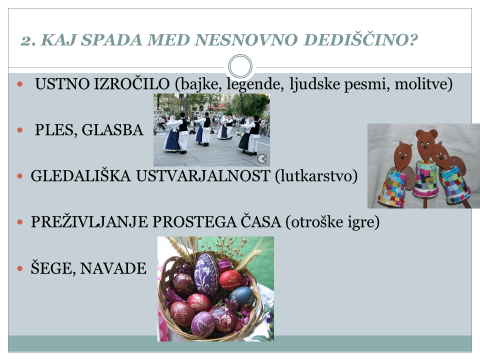 2. KAJ SPADA MED NESNOVNO DEDIŠČINO?
USTNO IZROČILO (bajke, legende, ljudske pesmi, molitve)
PLES, GLASBA
GLEDALIŠKA USTVARJALNOST (lutkarstvo)
PREŽIVLJANJE PROSTEGA ČASA (otroške igre)
ŠEGE, NAVADE